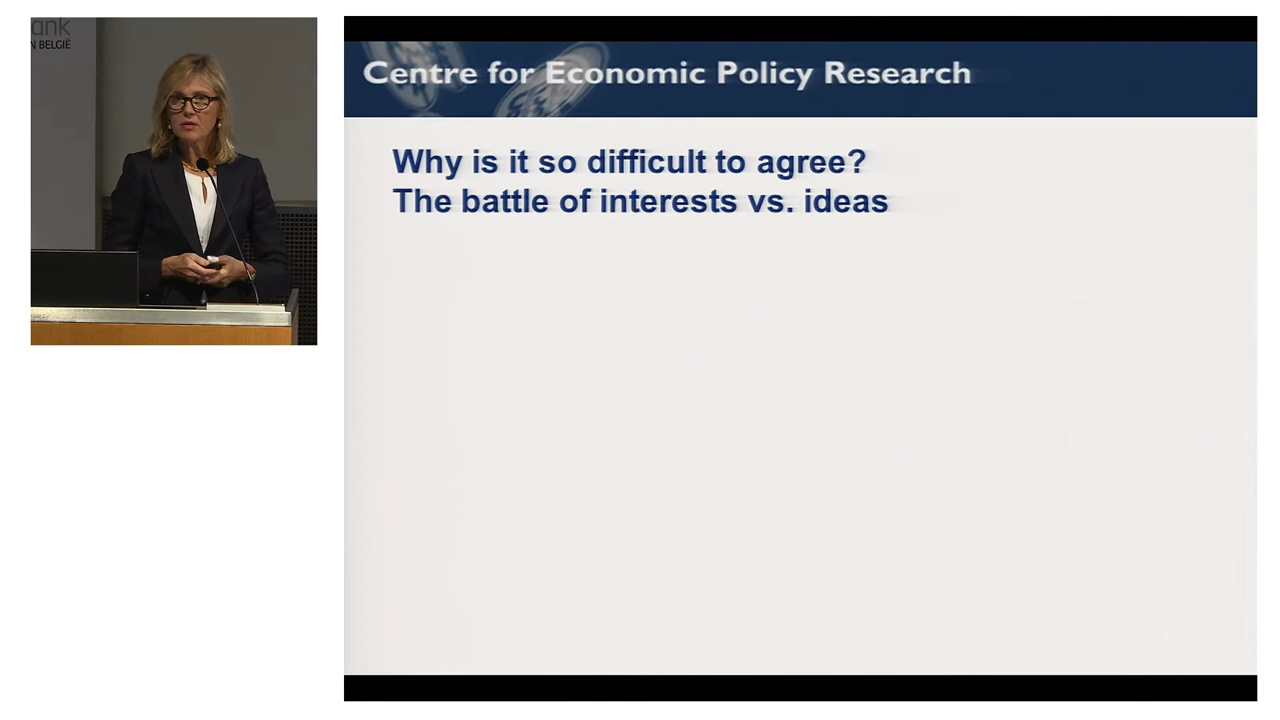 ank
N BELGIË
Centre for Economic Policy Research
Why is it so difficult to agree?
The battle of interests vs. ideas